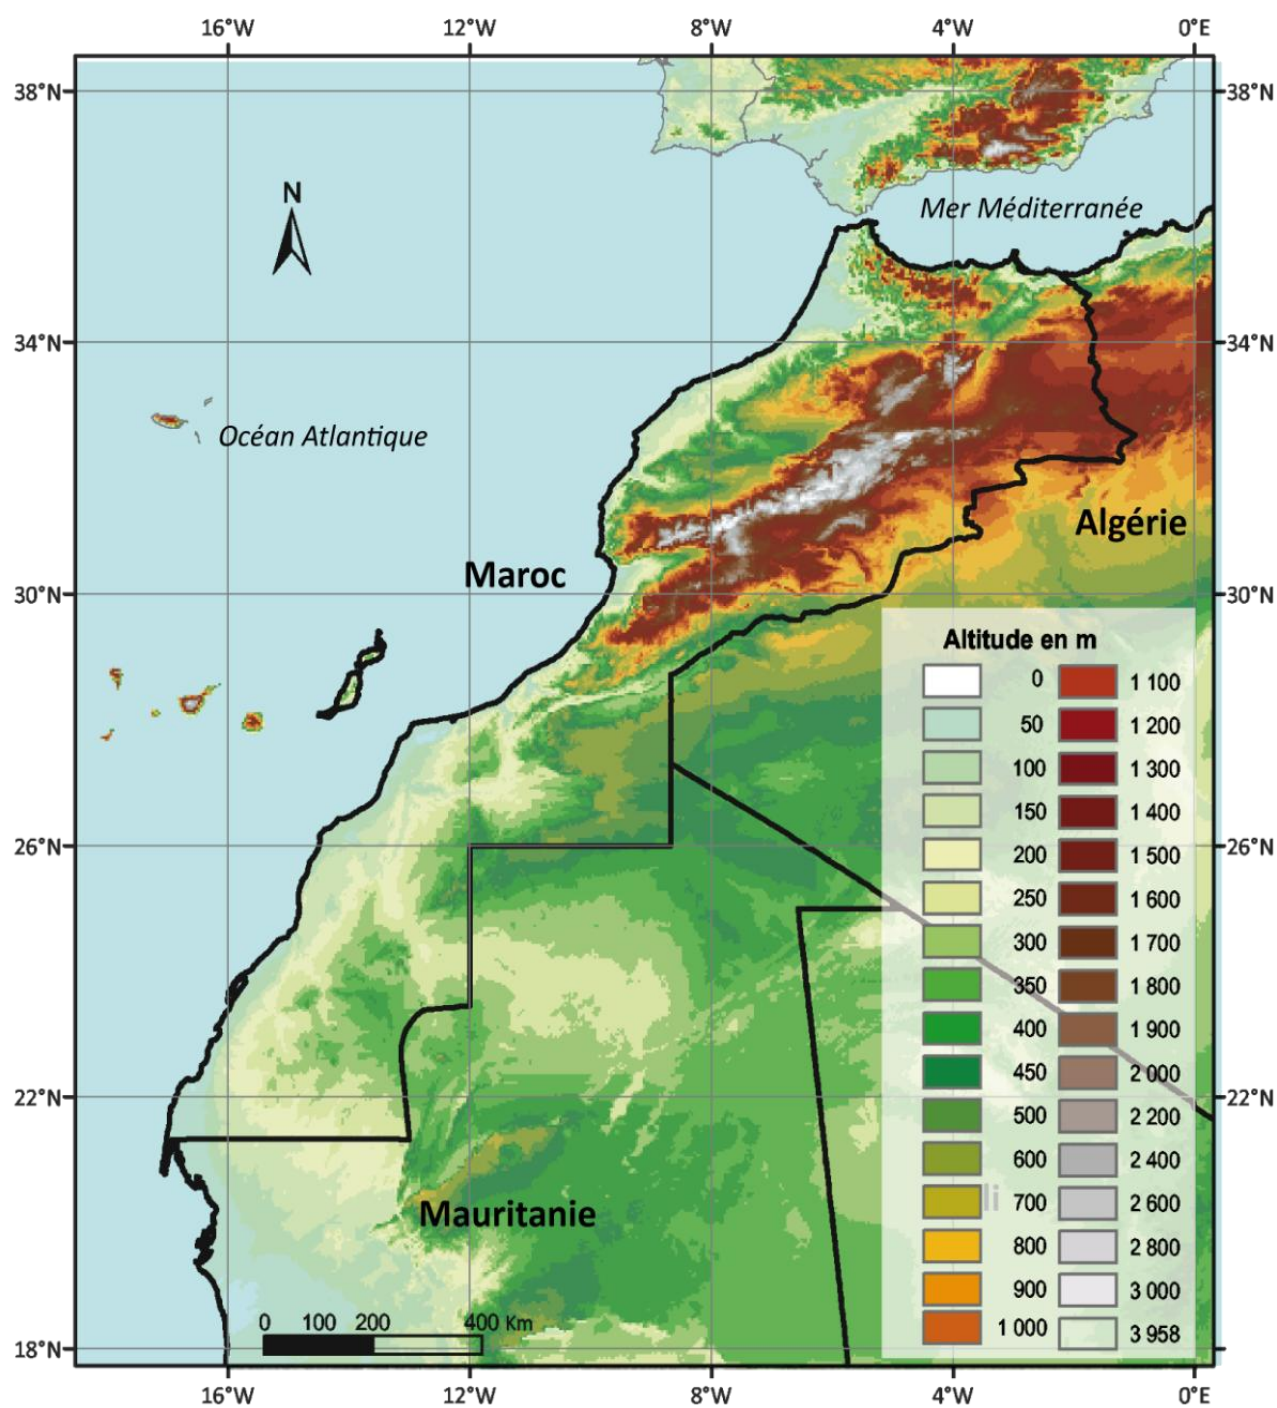 16°W 12°W 8°W 4°W 0°E
38°N 38°N
N
Mer Méditerranée
34°N 34°N
Océan Atlantique
Algérie
Maroc
30°N 30°N
Altitude en m
0 1 100
50 1 200
100 1 300
150 1 400
26°N 200 1 500 26°N
250 1 600
300 1 700
350 1 800
400 1 900
450 2 000
22°N 22°N
500 2 200
600 2 400
700 2 600
Mauritanie
800 2 800
900 3 000
0 100 200 400 Km
1 000 3 958
18°N
16°W 12°W 8°W 4°W 0°E